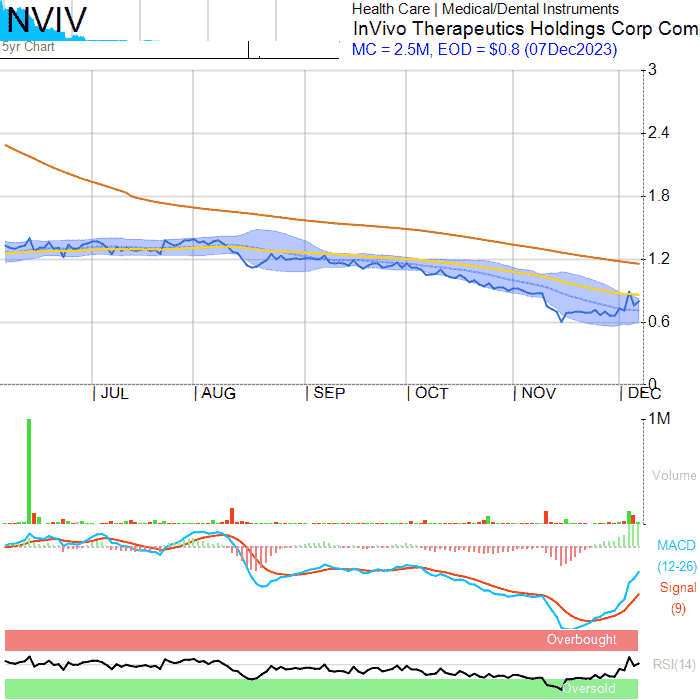 NVIV
5yr Chart
Health Care | Medical/Dental Instruments
InVivo Therapeutics Holdings Corp Com
MC = 2.5M, EOD = $0.8 (07Dec2023)
3
2.4
1.8
1.2
0.6
0
JUL AUG SEP OCT NOV DEC
1M
Volume
MACD
(12-26)
Signal
(9)
Overbought
RSI(14)
Oversold